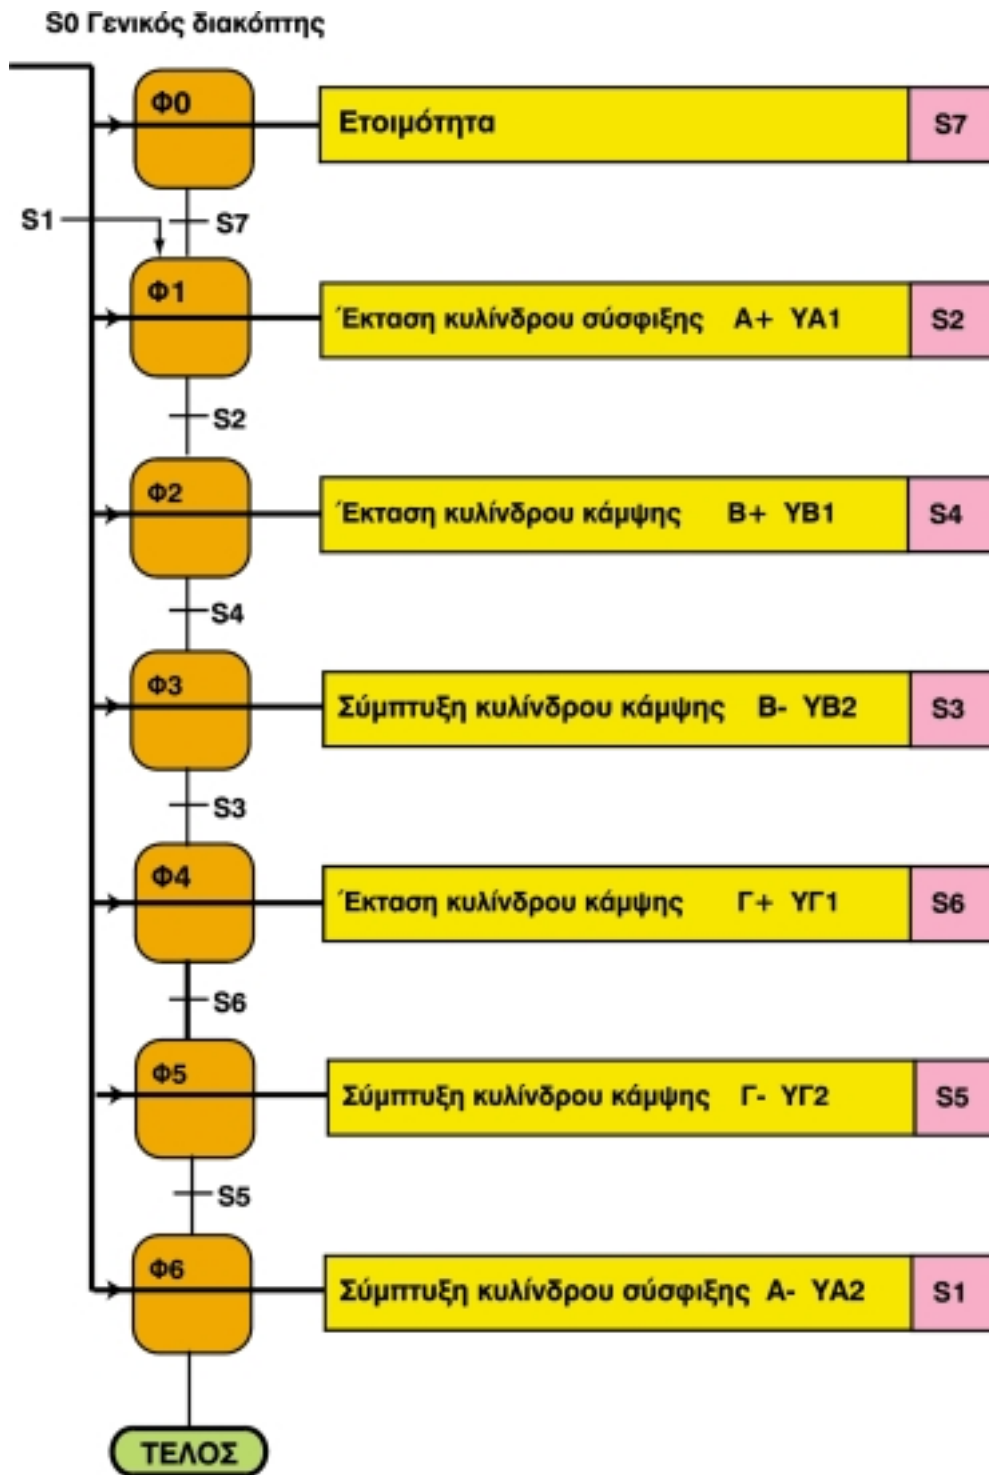 S0 Γενικός διακόπτης
Φ0
Ετοιμότητα S7
S1
S7
Φ1
Έκταση κυλίνδρου σύσφιξης A+ YA1 S2
S2
Φ2
Έκταση κυλίνδρου κάμψης B+ YB1 S4
S4
Φ3
Σύμπτυξη κυλίνδρου κάμψης B- YB2 S3
S3
Φ4
Έκταση κυλίνδρου κάμψης Γ+ ΥΓ1 S6
S6
Φ5
Σύμπτυξη κυλίνδρου κάμψης Γ- ΥΓ2 S5
S5
Φ6
Σύμπτυξη κυλίνδρου σύσφιξης A- YA2 S1
ΤΕΛΟΣ